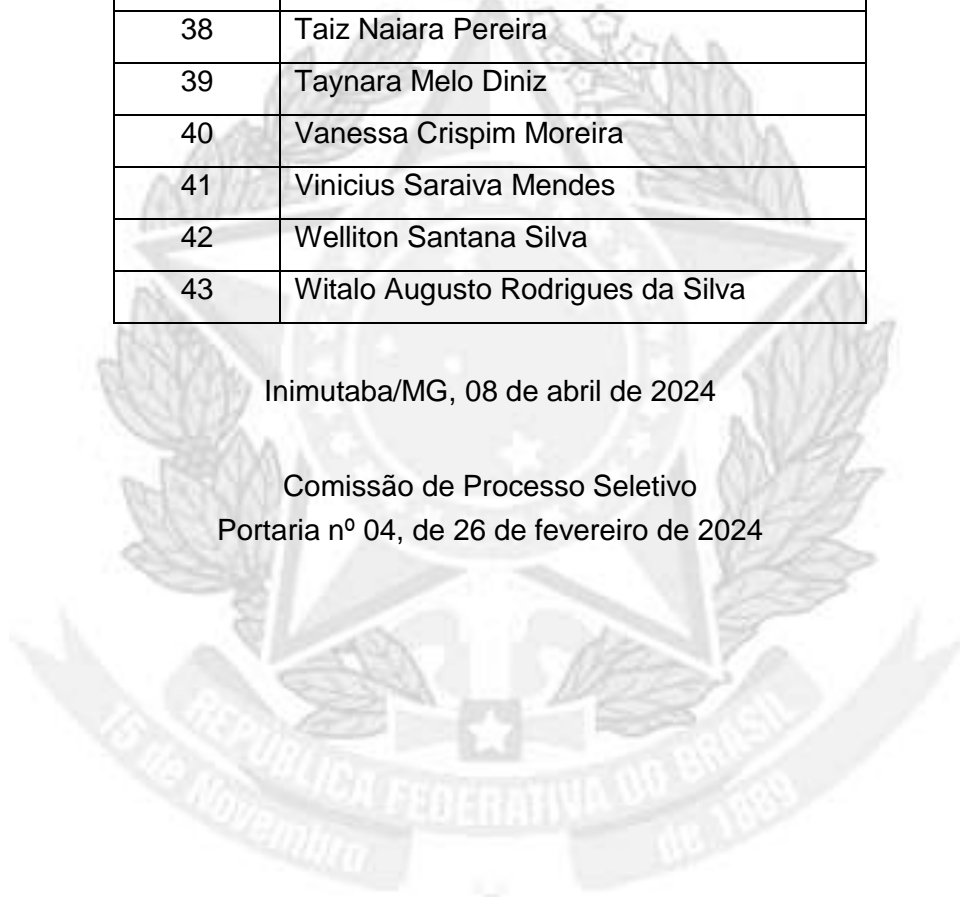 38 Taiz Naiara Pereira
39 Taynara Melo Diniz
40 Vanessa Crispim Moreira
41 Vinicius Saraiva Mendes
42 Welliton Santana Silva
43 Witalo Augusto Rodrigues da Silva
Inimutaba/MG, 08 de abril de 2024
Comissão de Processo Seletivo
Portaria nº 04, de 26 de fevereiro de 2024
REPÚBLICA FEDERATIVA DO BRASIL
15 de Novembro de 1889